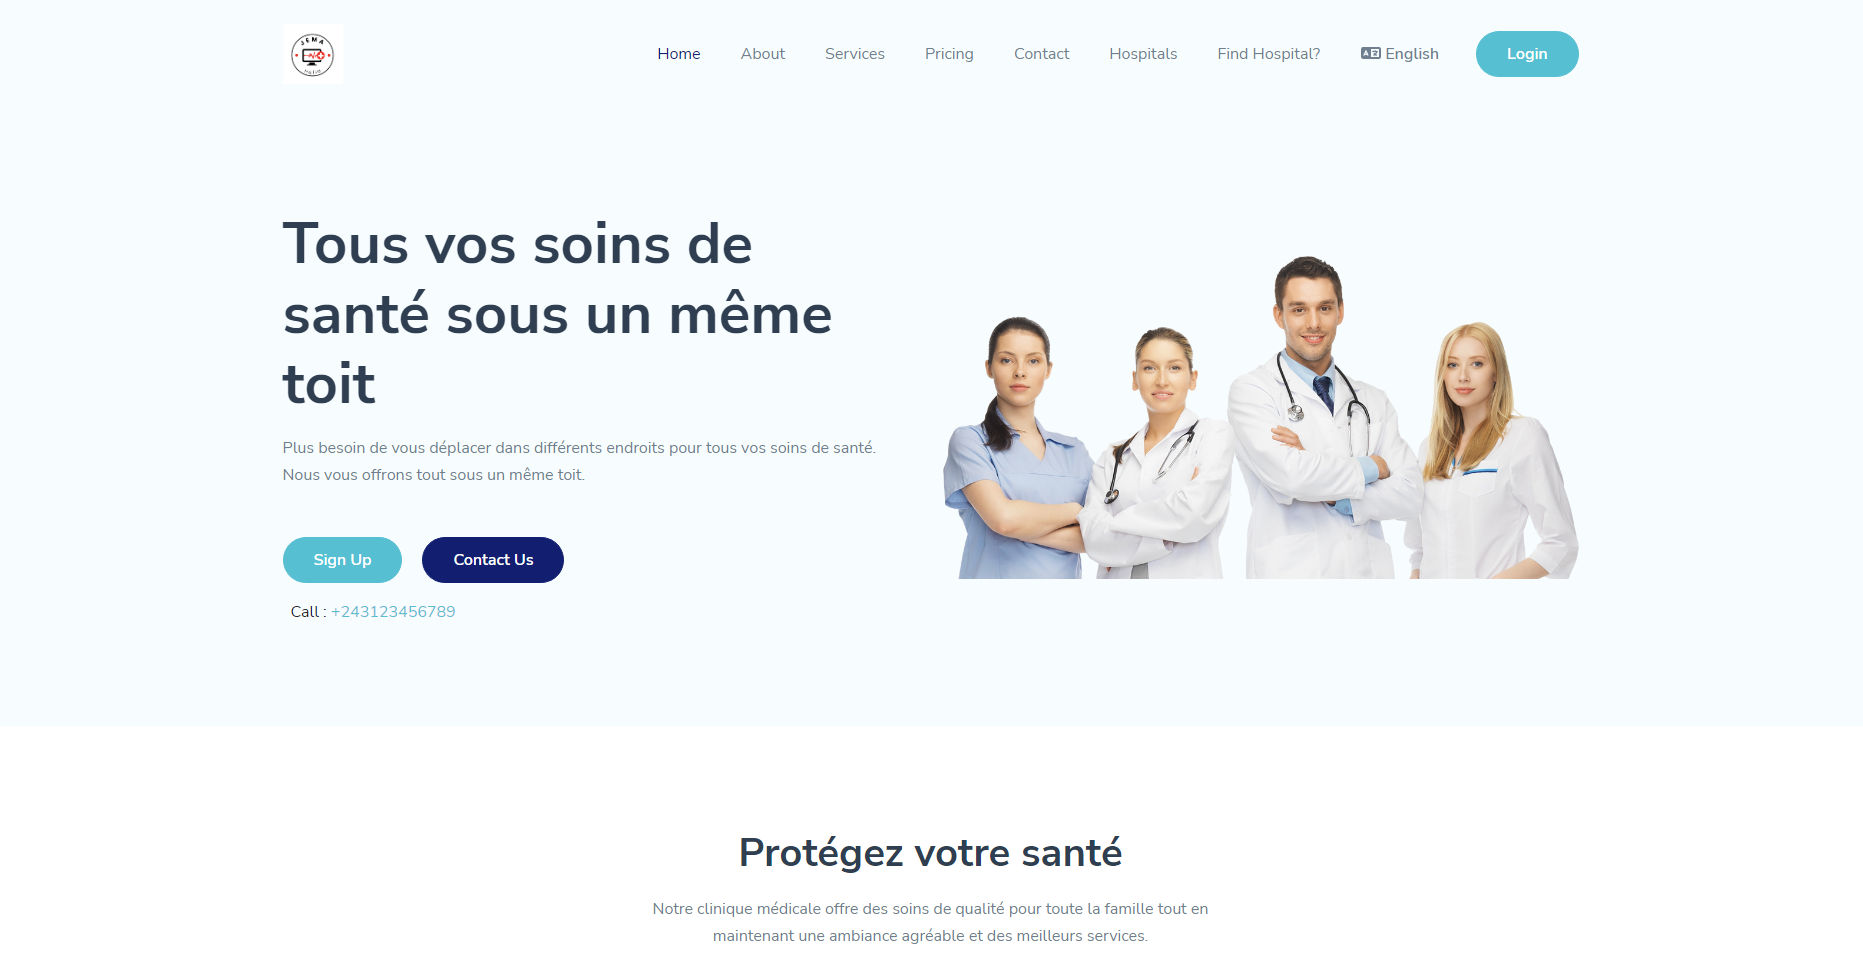 JEMA
Home
About
Services
Pricing
Contact
Hospitals
Find Hospital?
English
Login
Tous vos soins de
santé sous un même
toit
Plus besoin de vous déplacer dans différents endroits pour tous vos soins de santé.
Nous vous offrons tout sous un même toit.
Sign Up
Contact Us
Call : +243123456789
Protégez votre santé
Notre clinique médicale offre des soins de qualité pour toute la famille tout en
maintenant une ambiance agréable et des meilleurs services.